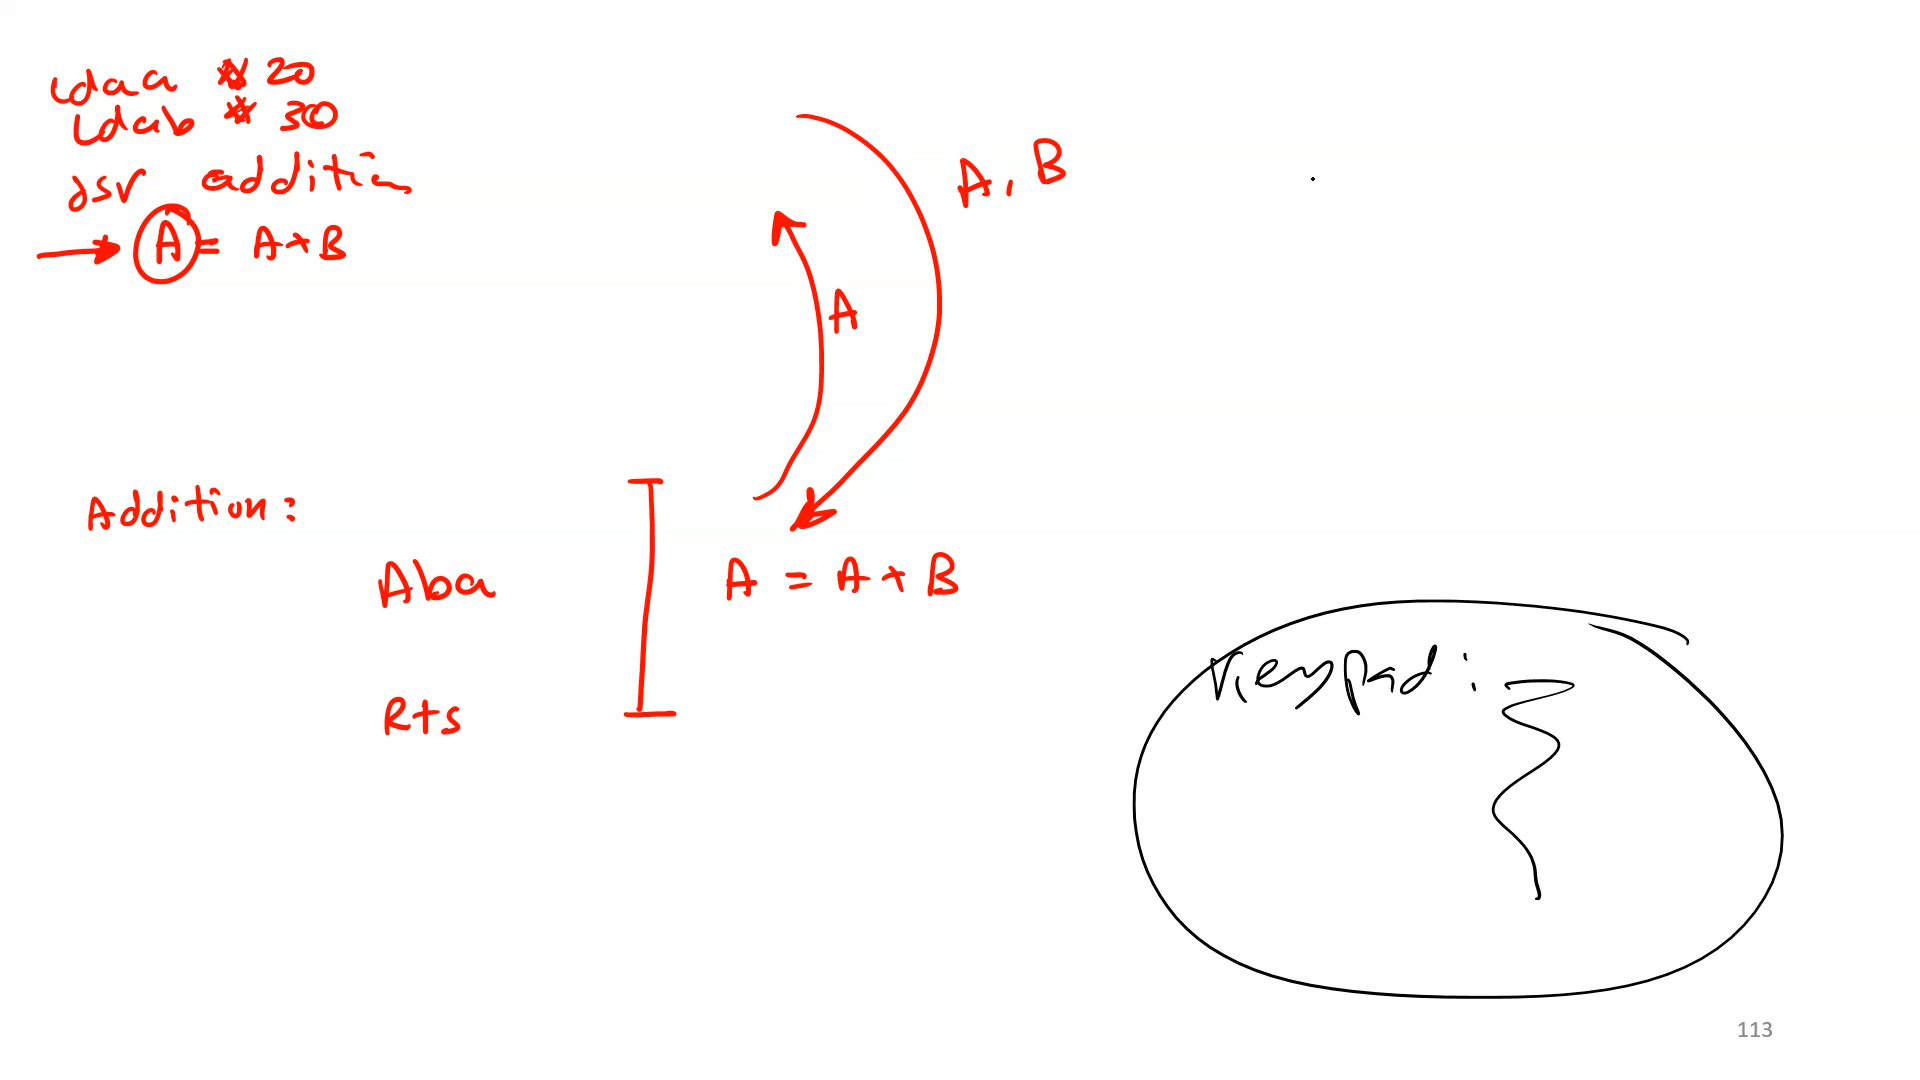 ldaa # 20
ldab # 30
jsr addition
A = A+B
A, B
A
Addition:
Aba
A = A + B
Rts
Keypad:
113